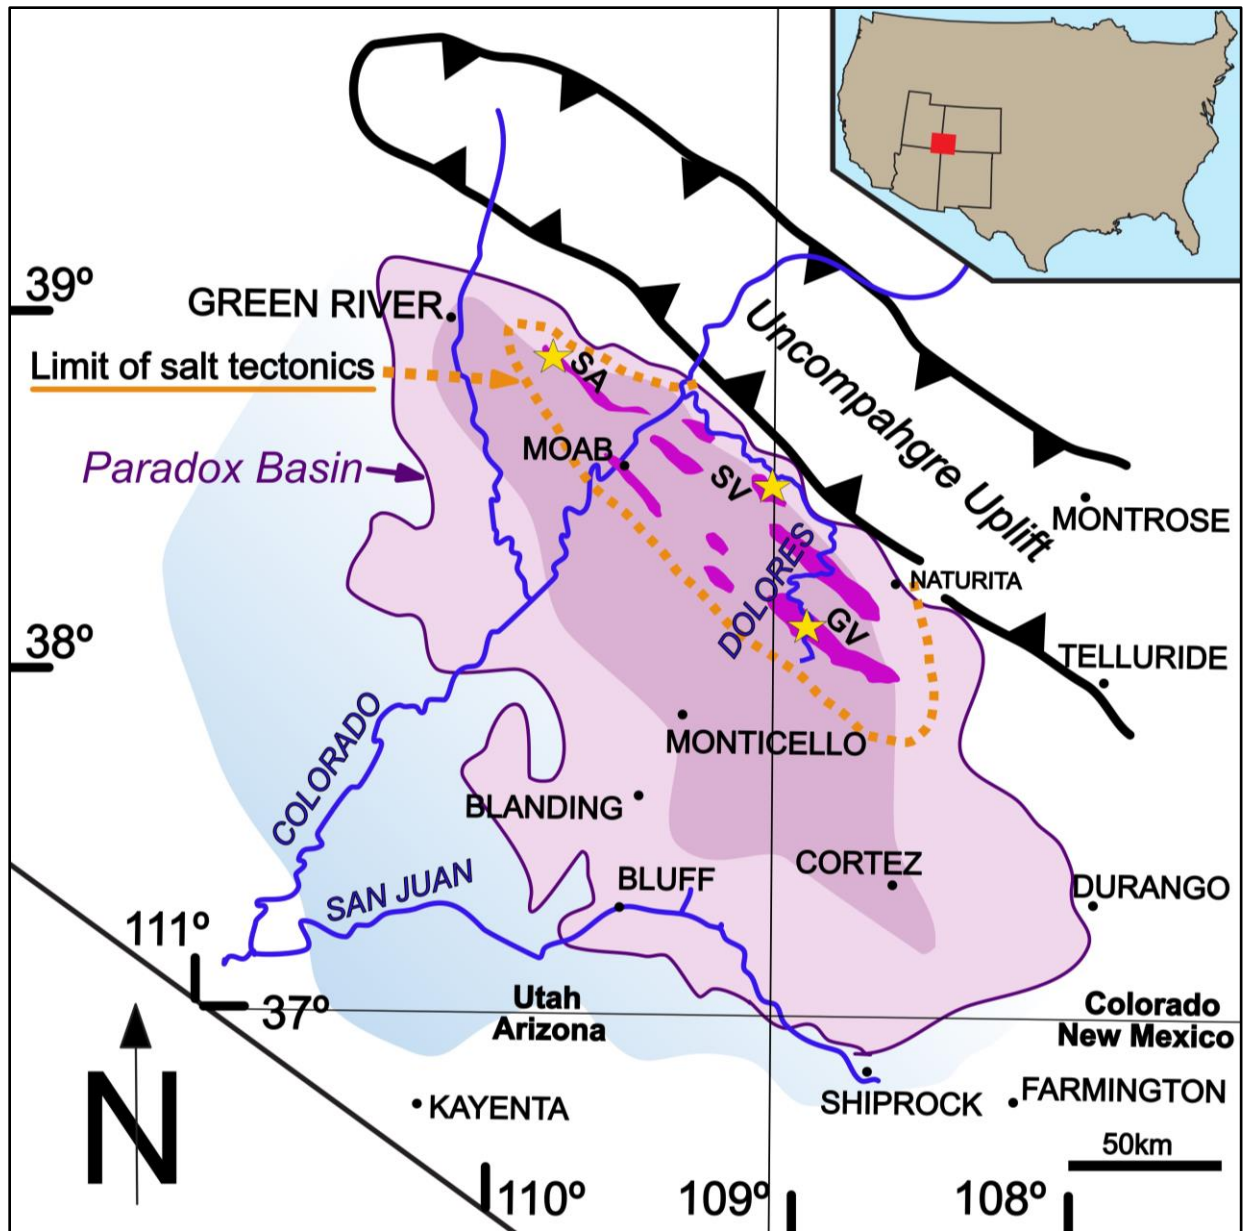 39º
GREEN RIVER
Limit of salt tectonics
SA
Uncompahgre Uplift
MOAB
Paradox Basin
SV
MONTROSE
DOLORES
NATURITA
GV
38º
TELLURIDE
COLORADO
MONTICELLO
BLANDING
CORTEZ
SAN JUAN
BLUFF
DURANGO
111º
37º
Utah
Arizona
Colorado
New Mexico
N
KAYENTA
SHIPROCK
FARMINGTON
50km
110º
109º
108º